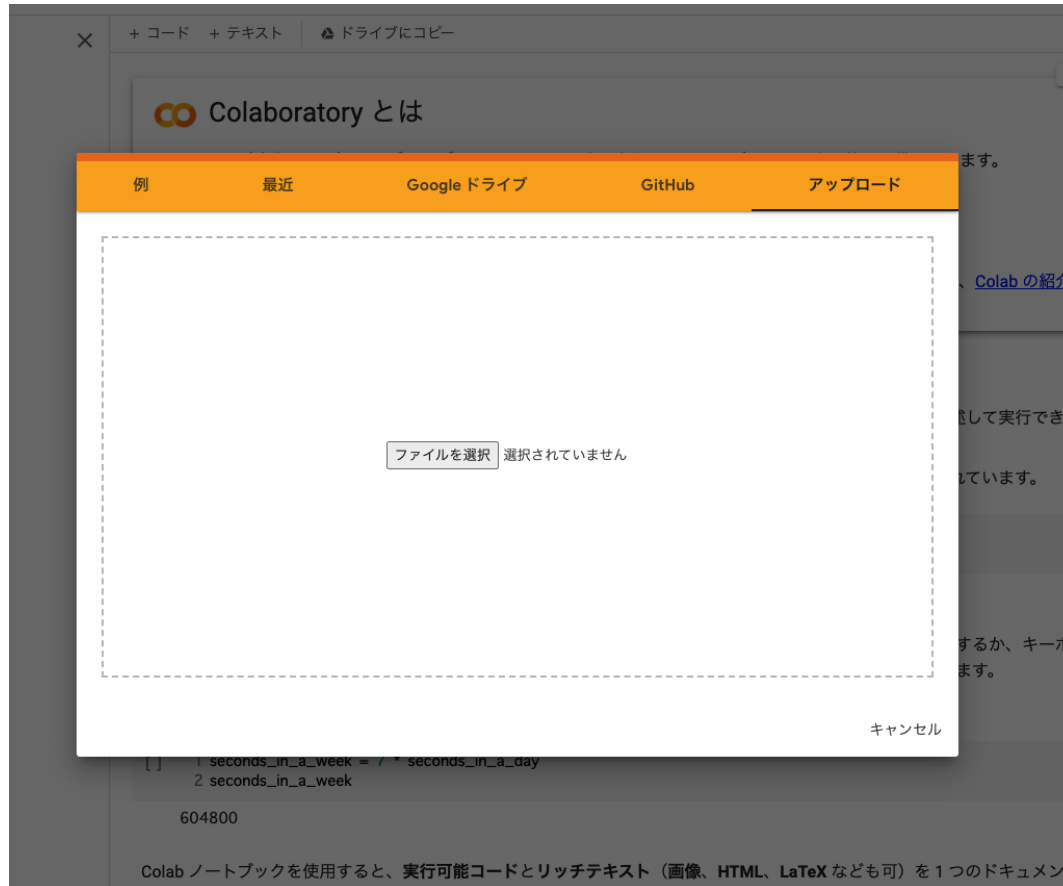 + コード + テキスト ドライブにコピー
Colaboratory とは
ます。
例 最近 Google ドライブ GitHub アップロード
、Colab の紹介
述して実行でき
ファイルを選択 選択されていません
れています。
するか、キーボ
ます。
キャンセル
[ ] 1 seconds_in_a_week = 7 * seconds_in_a_day
2 seconds_in_a_week
604800
Colab ノートブックを使用すると、実行可能コードとリッチテキスト（画像、HTML、LaTeX なども可）を 1 つのドキュメン